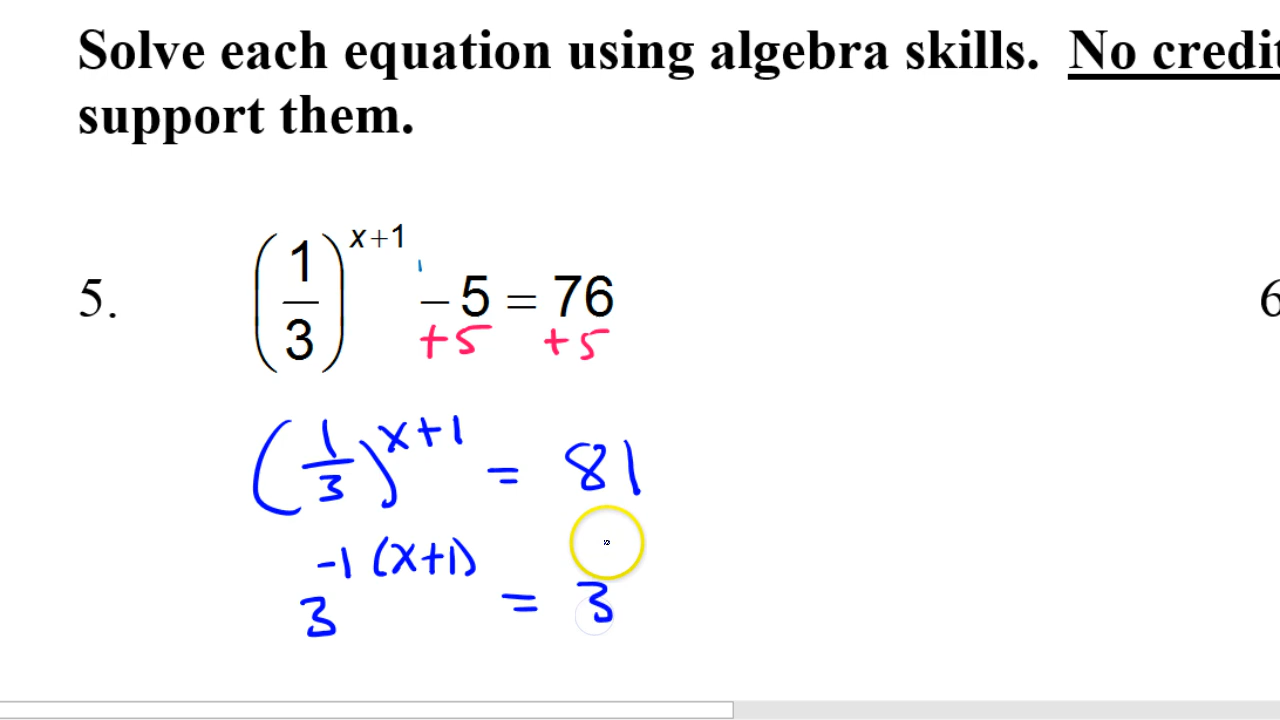 Solve each equation using algebra skills. No credit
support them.
5. (1/3)^(x+1) – 5 = 76 6
+5 +5
(1/3)^(x+1) = 81
3^(-1(x+1)) = 3